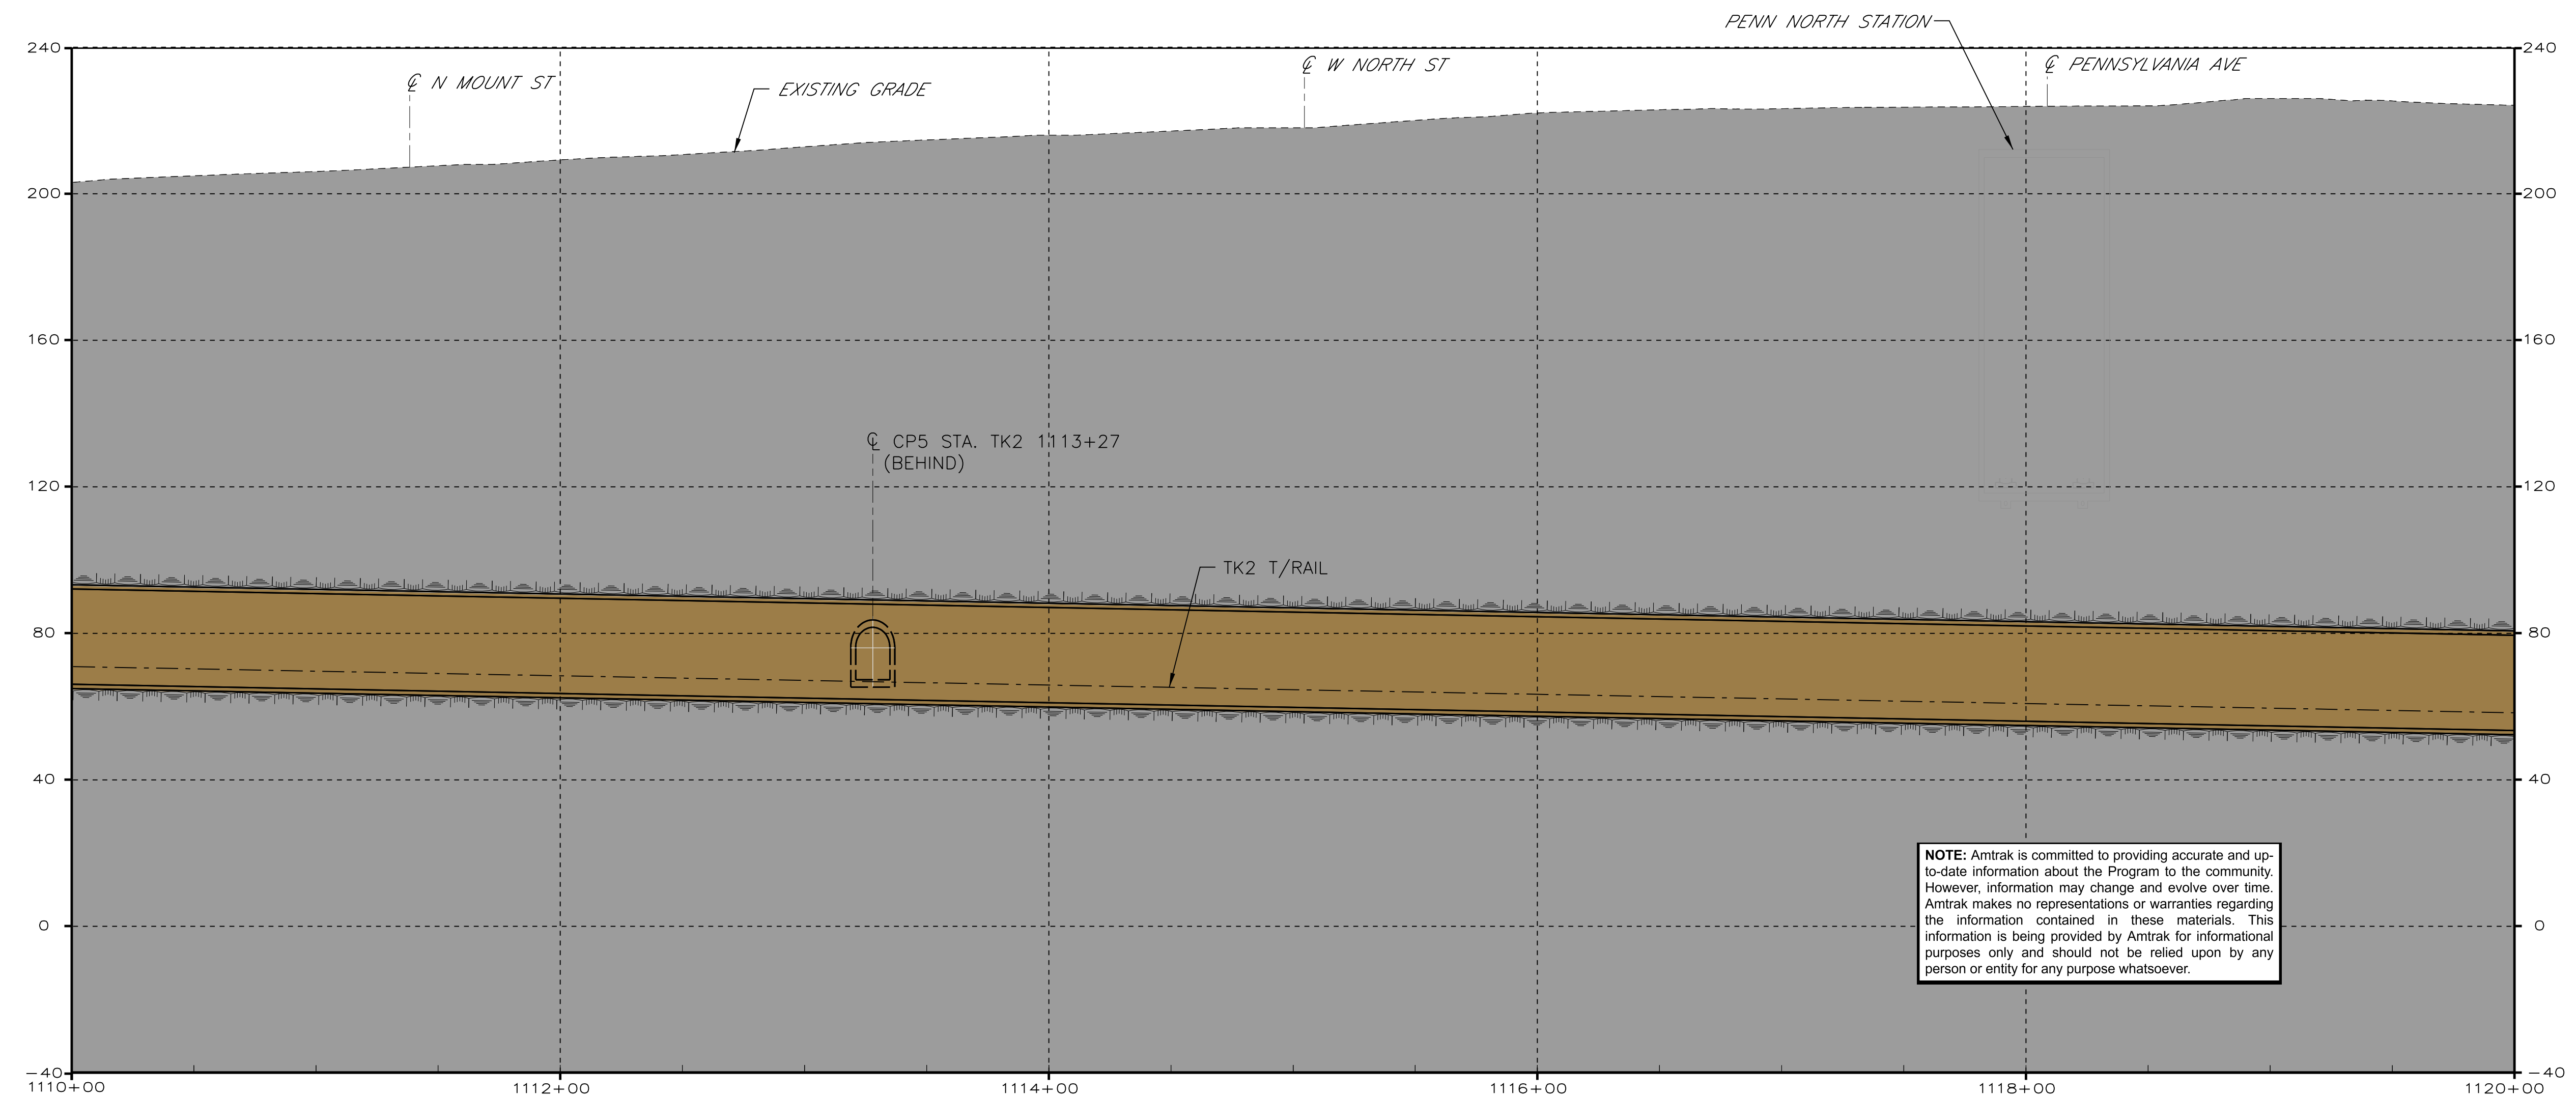 PENN NORTH STATION
240
240
℄ N MOUNT ST
EXISTING GRADE
℄ W NORTH ST
℄ PENNSYLVANIA AVE
200
200
160
160
℄ CP5 STA. TK2 1113+27
(BEHIND)
120
120
TK2 T/RAIL
80
80
40
40
NOTE: Amtrak is committed to providing accurate and up-
to-date information about the Program to the community.
However, information may change and evolve over time.
Amtrak makes no representations or warranties regarding
the information contained in these materials. This
information is being provided by Amtrak for informational
purposes only and should not be relied upon by any
person or entity for any purpose whatsoever.
0
0
-40
-40
1110+00
1112+00
1114+00
1116+00
1118+00
1120+00